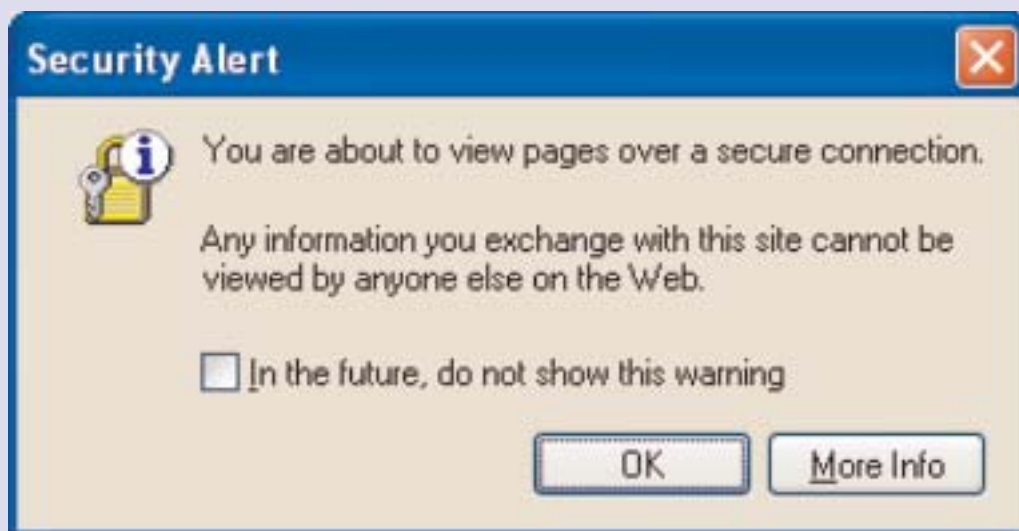 Security Alert
You are about to view pages over a secure connection.
Any information you exchange with this site cannot be
viewed by anyone else on the Web.
In the future, do not show this warning
OK
More Info